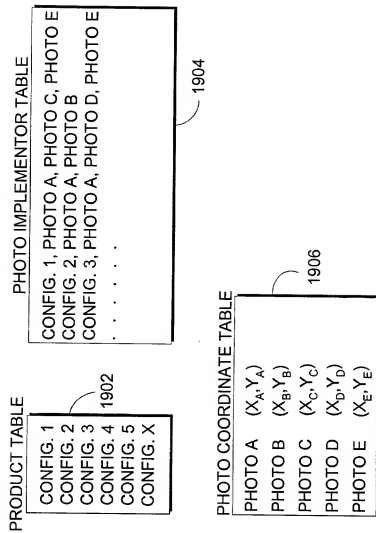 PRODUCT TABLE
CONFIG. 1
CONFIG. 2
CONFIG. 3
CONFIG. 4
CONFIG. 5
CONFIG. X
1902
PHOTO IMPLEMENTOR TABLE
CONFIG. 1, PHOTO A, PHOTO C, PHOTO E
CONFIG. 2, PHOTO A, PHOTO B
CONFIG. 3, PHOTO A, PHOTO D, PHOTO E
. . . . . .
1904
PHOTO COORDINATE TABLE
PHOTO A (X_A,Y_A)
PHOTO B (X_B,Y_B)
PHOTO C (X_C,Y_C)
PHOTO D (X_D,Y_D)
PHOTO E (X_E,Y_E)
1906